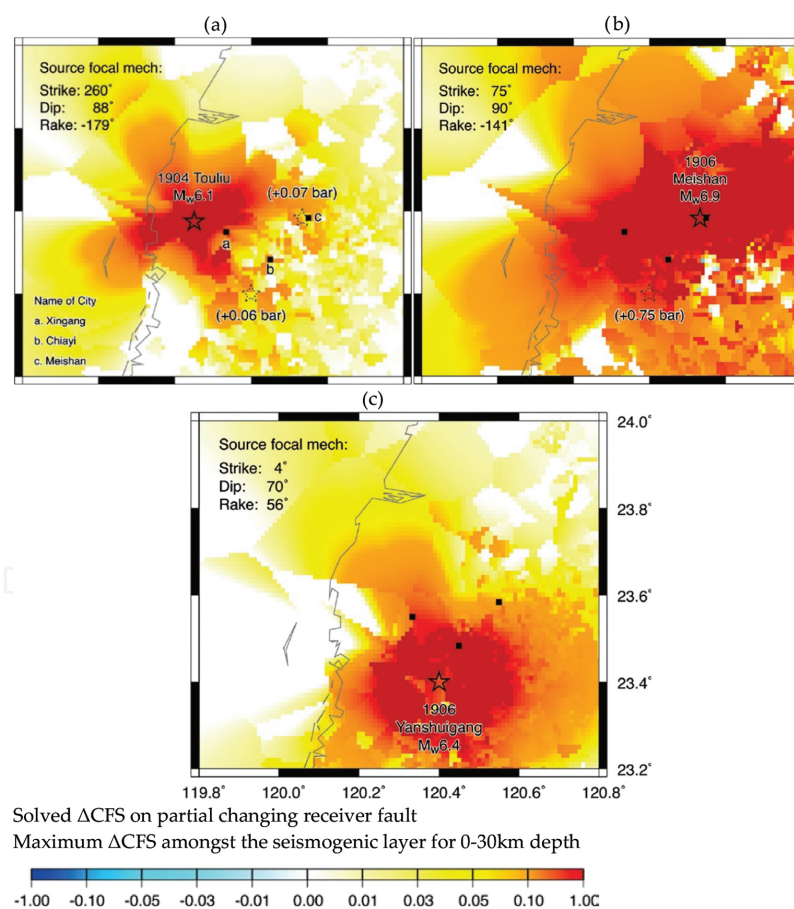 (a)
Source focal mech:
Strike: 260°
Dip: 88°
Rake: -179°
1904 Touliu
Mw6.1
(+0.07 bar)
c
a
b
(+0.06 bar)
Name of City
a. Xingang
b. Chiayi
c. Meishan
(b)
Source focal mech:
Strike: 75°
Dip: 90°
Rake: -141°
1906
Meishan
Mw6.9
(+0.75 bar)
(c)
Source focal mech:
Strike: 4°
Dip: 70°
Rake: 56°
1906
Yanshuigang
Mw6.4
24.0°
23.8°
23.6°
23.4°
23.2°
119.8° 120.0° 120.2° 120.4° 120.6° 120.8°
Solved ΔCFS on partial changing receiver fault
Maximum ΔCFS amongst the seismogenic layer for 0-30km depth
-1.00 -0.10 -0.05 -0.03 -0.01 0.00 0.01 0.03 0.05 0.10 1.00